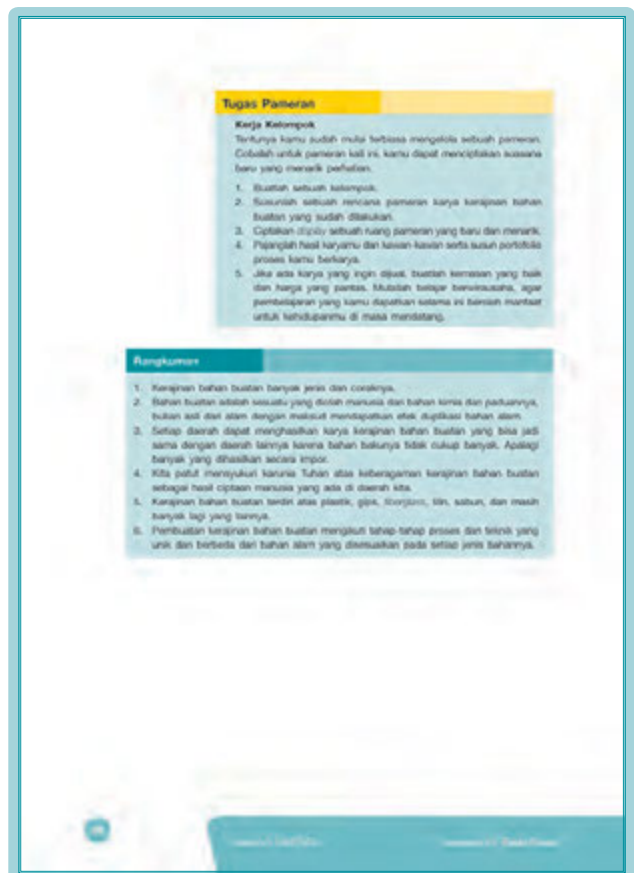 Tugas Pameran
Kerja Kelompok
Tentunya kamu sudah mulai terbiasa mengelola sebuah pameran.
Cobalah untuk pameran kali ini, kamu dapat menciptakan suasana
baru yang menarik perhatian.
1. Buatlah sebuah kelompok.
2. Susunlah sebuah rencana pameran karya kerajinan bahan
buatan yang sudah dilakukan.
3. Ciptakan display sebuah ruang pameran yang baru dan menarik.
4. Pajanglah hasil karyamu dan kawan-kawan serta susun portofolio
proses kamu berkarya.
5. Jika ada karya yang ingin dijual, buatlah kemasan yang baik
dan harga yang pantas. Mulailah belajar berwirausaha, agar
pembelajaran yang kamu dapatkan selama ini berbuah manfaat
untuk kehidupanmu di masa mendatang.
Rangkuman
1. Kerajinan bahan buatan banyak jenis dan coraknya.
2. Bahan buatan adalah sesuatu yang diolah manusia dari bahan kimia dan paduannya,
bukan asli dari alam dengan maksud mendapatkan efek duplikasi bahan alam.
3. Setiap daerah dapat menghasilkan karya kerajinan bahan buatan yang bisa jadi
sama dengan daerah lainnya karena bahan bakunya tidak cukup banyak. Apalagi
banyak yang dihasilkan secara impor.
4. Kita patut mensyukuri karunia Tuhan atas keberagaman kerajinan bahan buatan
sebagai hasil ciptaan manusia yang ada di daerah kita.
5. Kerajinan bahan buatan terdiri atas plastik, gips, fiberglass, lilin, sabun, dan masih
banyak lagi yang lainnya.
6. Pembuatan kerajinan bahan buatan mengikuti tahap-tahap proses dan teknik yang
unik dan berbeda dari bahan alam yang disesuaikan pada setiap jenis bahannya.